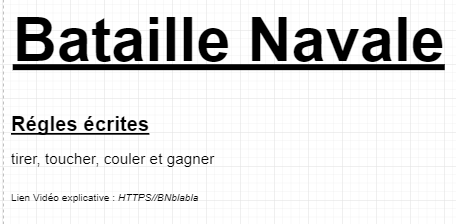 Bataille Navale
Régles écrites
tirer, toucher, couler et gagner
Lien Vidéo explicative : HTTPS//BNblabla